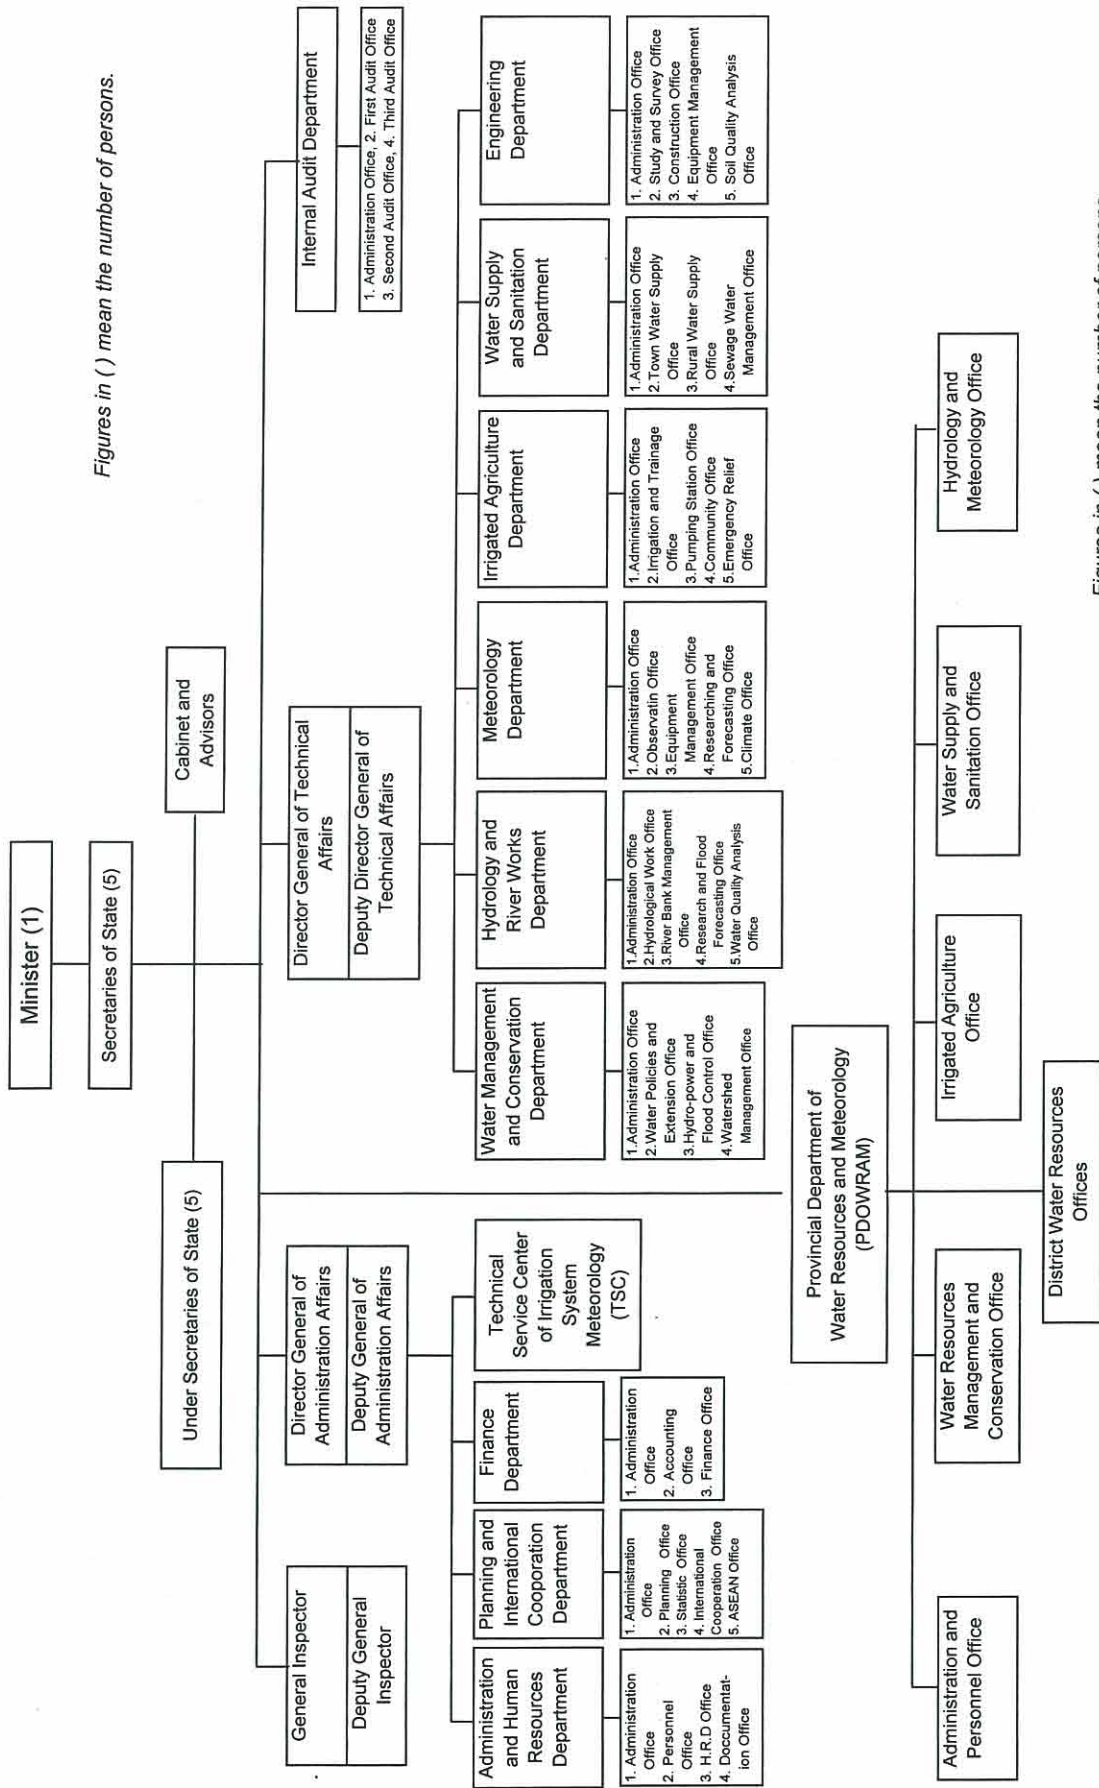 Minister (1)
Secretaries of State (5)
Under Secretaries of State (5)
Cabinet and
Advisors
Figures in ( ) mean the number of persons.
General Inspector
Deputy General
Inspector
Director General of
Administration Affairs
Deputy General of
Administration Affairs
Director General of Technical
Affairs
Deputy Director General of
Technical Affairs
Internal Audit Department
1. Administration Office, 2. First Audit Office
3. Second Audit Office, 4. Third Audit Office
Administration
and Human
Resources
Department
1. Administration
Office
2. Personnel
Office
3. H.R.D Office
4. Doccumentat-
ion Office
Planning and
International
Cooporation
Department
1. Administration
Office
2. Planning Office
3. Statistic Office
4. International
Cooperation Office
5. ASEAN Office
Finance
Department
1. Administration
Office
2. Accounting
Office
3. Finance Office
Technical
Service Center
of Irrigation
System
Meteorology
(TSC)
Water Management
and Conservation
Department
1.Administration Office
2.Water Policies and
Extension Office
3.Hydro-power and
Flood Control Office
4.Watershed
Management Office
Hydrology and
River Works
Department
1.Administration Office
2.Hydrological Work Office
3.River Bank Management
Office
4.Research and Flood
Forecasting Office
5.Water Quality Analysis
Office
Meteorology
Department
1.Administration Office
2.Observatin Office
3.Equipment
Management Office
4.Researching and
Forecasting Office
5.Climate Office
Irrigated Agriculture
Department
1.Administration Office
2.Irrigation and Trainage
Office
3.Pumping Station Office
4.Community Office
5.Emergency Relief
Office
Water Supply
and Sanitation
Department
1.Administration Office
2.Town Water Supply
Office
3.Rural Water Supply
Office
4.Sewage Water
Management Office
Engineering
Department
1. Administration Office
2. Study and Survey Office
3. Construction Office
4. Equipment Management
Office
5. Soil Quality Analysis
Office
Provincial Department of
Water Resources and Meteorology
(PDOWRAM)
Administration and
Personnel Office
Water Resources
Management and
Conservation Office
Irrigated Agriculture
Office
Water Supply and
Sanitation Office
Hydrology and
Meteorology Office
District Water Resources
Offices
Figures in ( ) mean the number of persons